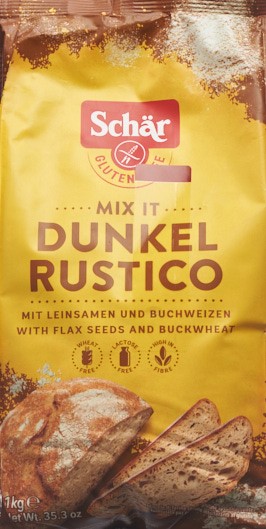 Schär
GLUTEN
MIX IT
DUNKEL
RUSTICO
MIT LEINSAMEN UND BUCHWEIZEN
WITH FLAX SEEDS AND BUCKWHEAT
WHEAT FREE
LACTOSE FREE
HIGH IN FIBRE
1kg e
Net WT. 35.3 oz